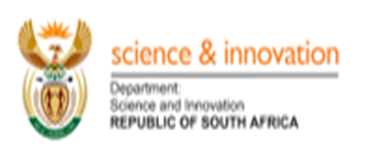 science & innovation
Department:
Science and Innovation
REPUBLIC OF SOUTH AFRICA